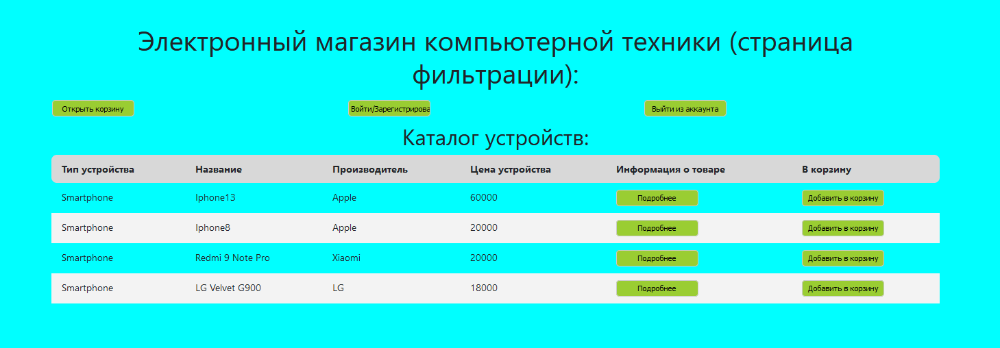 Электронный магазин компьютерной техники (страница
фильтрации):
Открыть корзину Войти/Зарегистрирова Выйти из аккаунта
Каталог устройств:
Тип устройства Название Производитель Цена устройства Информация о товаре В корзину
Smartphone Iphone13 Apple 60000 Подробнее Добавить в корзину
Smartphone Iphone8 Apple 20000 Подробнее Добавить в корзину
Smartphone Redmi 9 Note Pro Xiaomi 20000 Подробнее Добавить в корзину
Smartphone LG Velvet G900 LG 18000 Подробнее Добавить в корзину